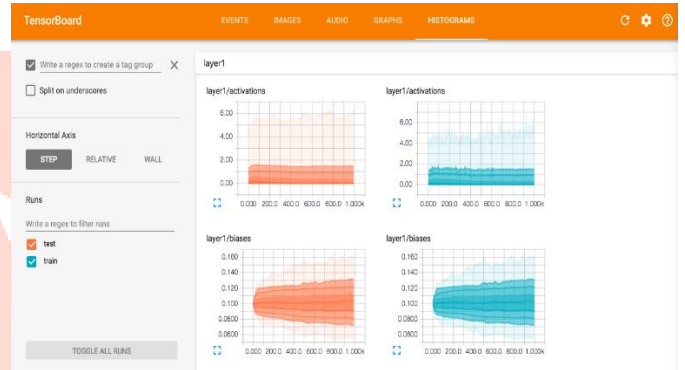 TensorBoard
EVENTS IMAGES AUDIO GRAPHS HISTOGRAMS
Write a regex to create a tag group
Split on underscores
Horizontal Axis
STEP RELATIVE WALL
Runs
Write a regex to filter runs
test
train
TOGGLE ALL RUNS
layer1
layer1/activations
6.00
4.00
2.00
0.00
0.000 200.0 400.0 600.0 800.0 1.000k
layer1/activations
6.00
4.00
2.00
0.00
0.000 200.0 400.0 600.0 800.0 1.000k
layer1/biases
0.160
0.140
0.120
0.100
0.0800
0.0600
0.000 200.0 400.0 600.0 800.0 1.000k
layer1/biases
0.160
0.140
0.120
0.100
0.0800
0.0600
0.000 200.0 400.0 600.0 800.0 1.000k